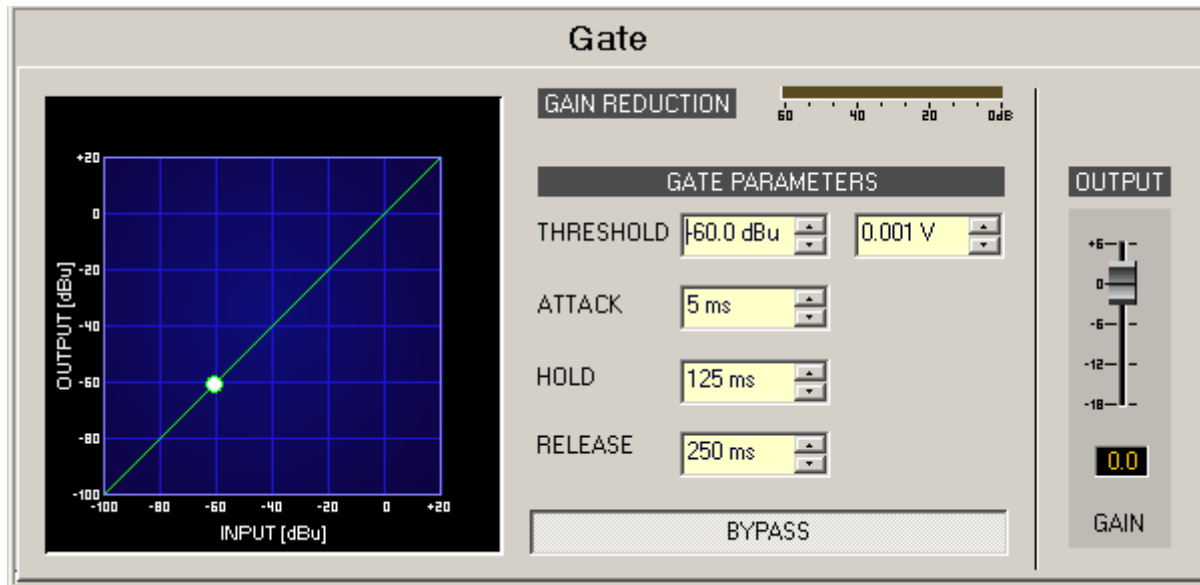 Gate
GAIN REDUCTION
60 40 20 0dB
GATE PARAMETERS
THRESHOLD -60.0 dBu 0.001 V
ATTACK 5 ms
HOLD 125 ms
RELEASE 250 ms
BYPASS
OUTPUT [dBu]
+20
0
-20
-40
-60
-80
-100
-100 -80 -60 -40 -20 0 +20
INPUT [dBu]
OUTPUT
+6
0
-6
-12
-18
0.0
GAIN